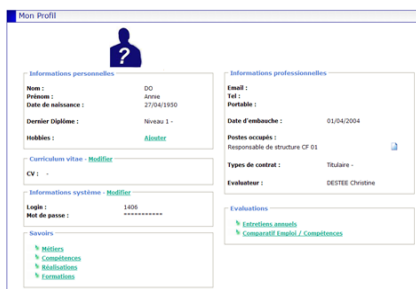 Mon Profil
?
Informations personnelles
Nom : DO
Prénom : Annie
Date de naissance : 27/04/1950
Dernier Diplôme : Niveau 1 -
Hobbies : Ajouter
Curriculum vitae - Modifier
CV : -
Informations système - Modifier
Login : 1406
Mot de passe : ***********
Savoirs
Métiers
Compétences
Réalisations
Formations
Informations professionnelles
Email :
Tel :
Portable :
Date d'embauche : 01/04/2004
Postes occupés :
Responsable de structure CF 01
Types de contrat : Titulaire -
Evaluateur : DESTEE Christine
Evaluations
Entretiens annuels
Comparatif Emploi / Compétences